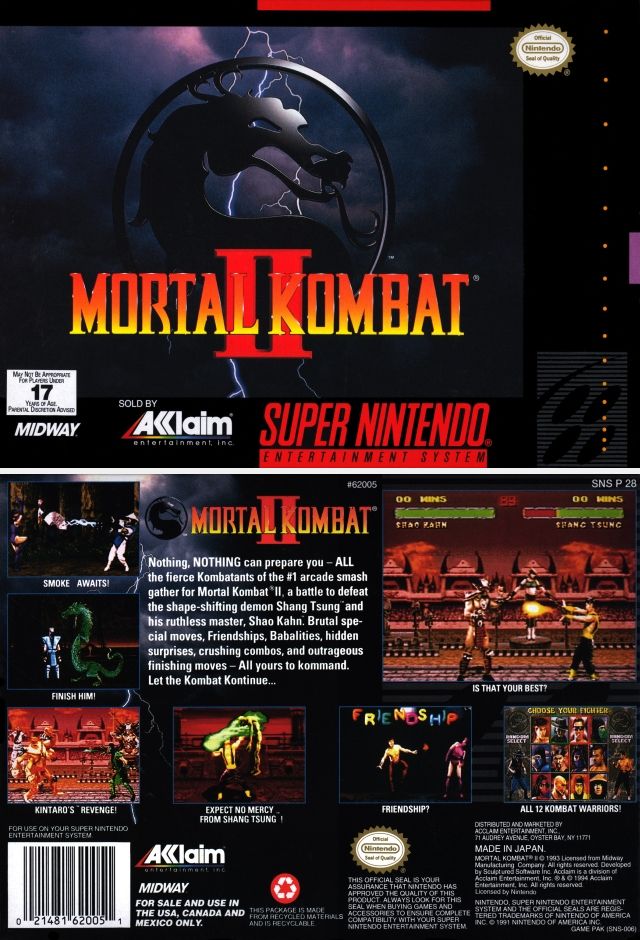 Official
Nintendo
Seal of Quality
®
™
II
MORTAL KOMBAT®
MAY NOT BE APPROPRIATE
FOR PLAYERS UNDER
17
YEARS OF AGE.
PARENTAL DISCRETION ADVISED
MIDWAY
SOLD BY
AKKlaim®
entertainment, inc.
SUPER NINTENDO®
ENTERTAINMENT SYSTEM
#62005
SNS P 28
II
MORTAL KOMBAT®
SMOKE AWAITS!
Nothing, NOTHING can prepare you – ALL
the fierce Kombatants of the #1 arcade smash
gather for Mortal Kombat® II, a battle to defeat
the shape-shifting demon Shang Tsung™ and
his ruthless master, Shao Kahn. Brutal spe-
cial moves, Friendships, Babalities, hidden
surprises, crushing combos, and outrageous
finishing moves – All yours to kommand.
Let the Kombat Kontinue...
00 WINS 89 00 WINS
SHAO KAHN SHANG TSUNG
IS THAT YOUR BEST?
FINISH HIM!
KINTARO'S REVENGE!
EXPECT NO MERCY ..
FROM SHANG TSUNG !
FRIENDSHIP
FRIENDSHIP?
CHOOSE YOUR FIGHTER
RANDOM
SELECT
RANDOM
SELECT
ALL 12 KOMBAT WARRIORS!
FOR USE ON YOUR SUPER NINTENDO
ENTERTAINMENT SYSTEM
0 21481 62005 1
AKKlaim®
entertainment, inc.
MIDWAY
FOR SALE AND USE IN
THE USA, CANADA AND
MEXICO ONLY.
THIS PACKAGE IS MADE
FROM RECYCLED MATERIALS
AND IS RECYCLABLE.
Official
Nintendo
Seal of Quality
®
THIS OFFICIAL SEAL IS YOUR
ASSURANCE THAT NINTENDO HAS
APPROVED THE QUALITY OF THIS
PRODUCT. ALWAYS LOOK FOR THIS
SEAL WHEN BUYING GAMES AND
ACCESSORIES TO ENSURE COMPLETE
COMPATIBILITY WITH YOUR SUPER
NINTENDO ENTERTAINMENT SYSTEM.
DISTRIBUTED AND MARKETED BY
ACCLAIM ENTERTAINMENT, INC.
71 AUDREY AVENUE, OYSTER BAY, NY 11771
MADE IN JAPAN.
MORTAL KOMBAT® II © 1993 Licensed from Midway
Manufacturing Company. All rights reserved. Developed
by Sculptured Software Inc. Acclaim is a division of
Acclaim Entertainment, Inc. ® & © 1994 Acclaim
Entertainment, Inc. All rights reserved.
Licensed by Nintendo.
NINTENDO, SUPER NINTENDO ENTERTAINMENT
SYSTEM AND THE OFFICIAL SEALS ARE REGIS-
TERED TRADEMARKS OF NINTENDO OF AMERICA
INC. © 1991 NINTENDO OF AMERICA INC.
GAME PAK (SNS-006)